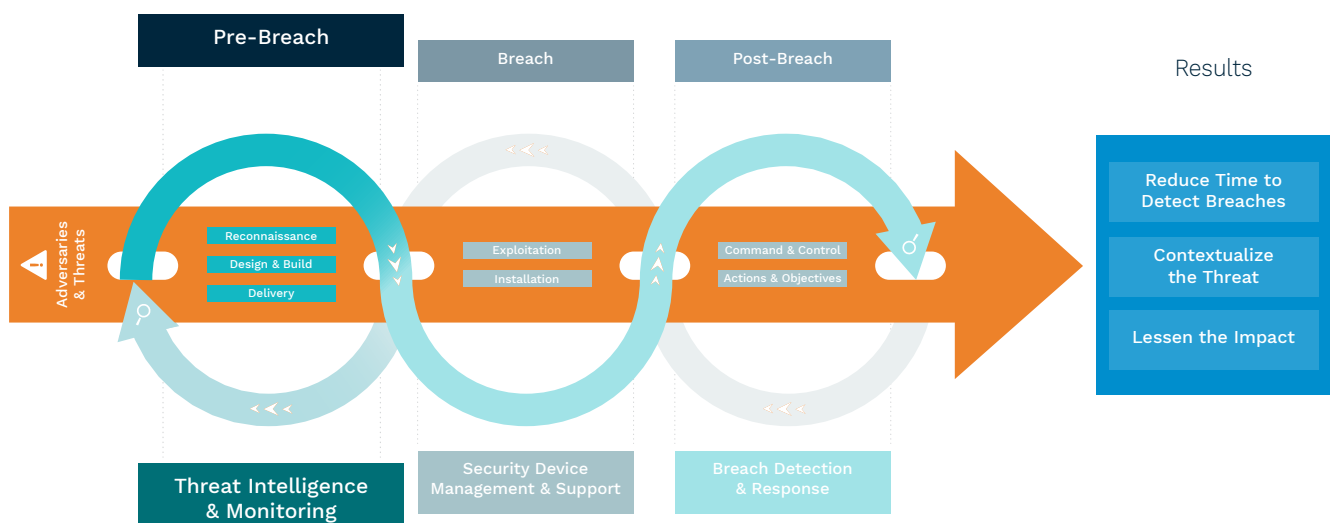 Pre-Breach
Breach
Post-Breach
Results
Adversaries
& Threats
Reconnaissance
Design & Build
Delivery
Exploitation
Installation
Command & Control
Actions & Objectives
Reduce Time to
Detect Breaches
Contextualize
the Threat
Lessen the Impact
Threat Intelligence
& Monitoring
Security Device
Management & Support
Breach Detection
& Response